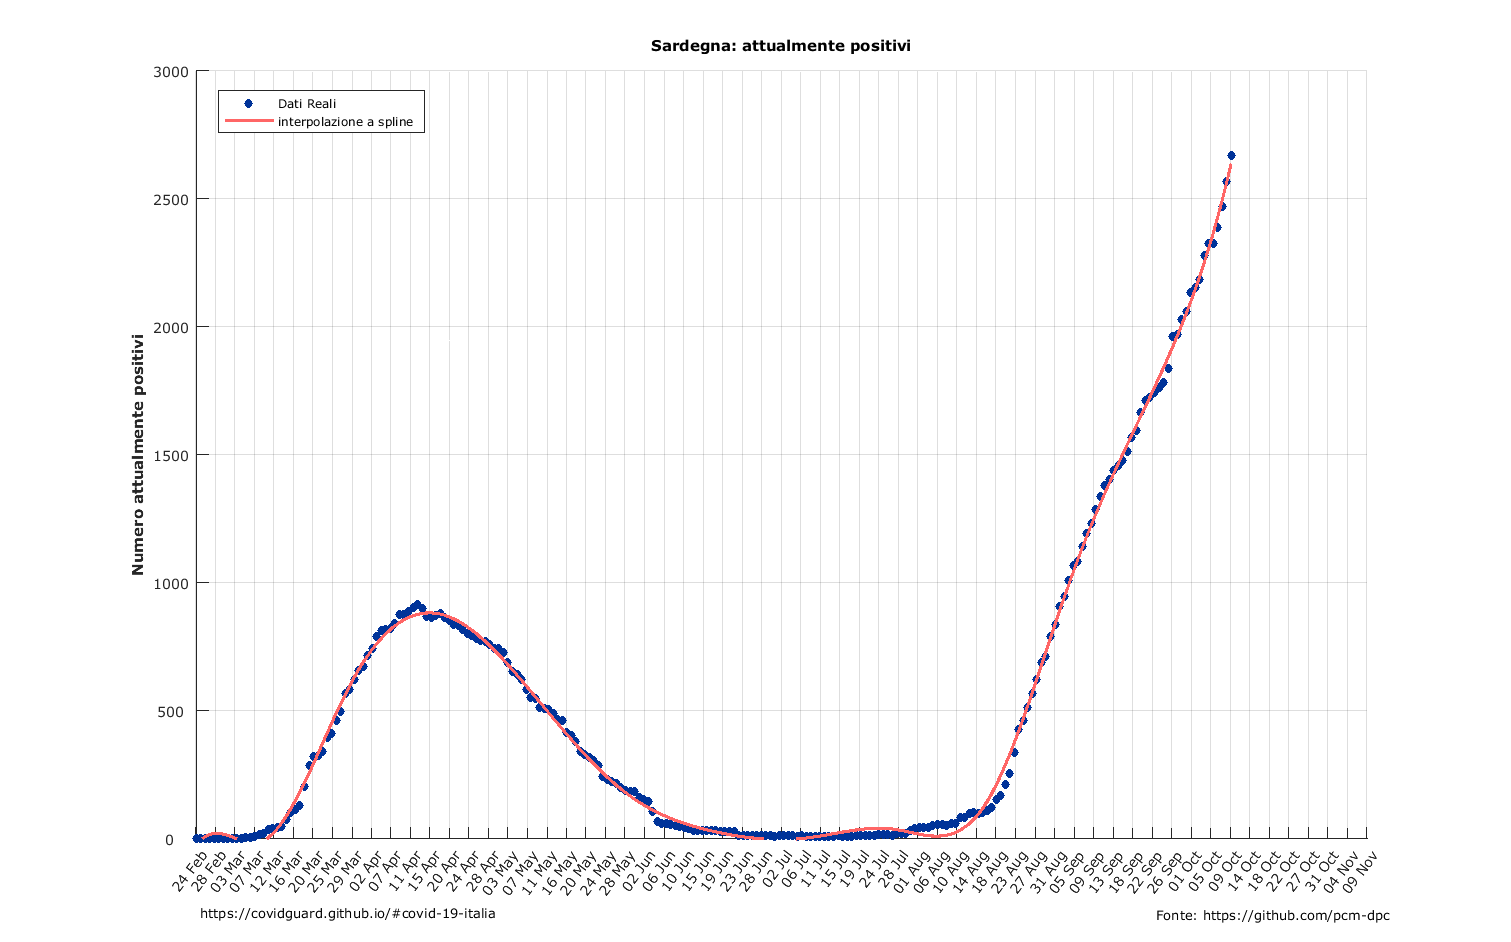 Sardegna: attualmente positivi
3000
2500
2000
1500
1000
500
0
Numero attualmente positivi
Dati Reali
interpolazione a spline
24 Feb
28 Feb
03 Mar
07 Mar
12 Mar
16 Mar
20 Mar
25 Mar
29 Mar
02 Apr
07 Apr
11 Apr
15 Apr
20 Apr
24 Apr
28 Apr
03 May
07 May
11 May
16 May
20 May
24 May
28 May
02 Jun
06 Jun
10 Jun
15 Jun
19 Jun
23 Jun
28 Jun
02 Jul
06 Jul
11 Jul
15 Jul
19 Jul
24 Jul
28 Jul
01 Aug
06 Aug
10 Aug
14 Aug
18 Aug
23 Aug
27 Aug
31 Aug
05 Sep
09 Sep
13 Sep
18 Sep
22 Sep
26 Sep
01 Oct
05 Oct
09 Oct
14 Oct
18 Oct
22 Oct
27 Oct
31 Oct
04 Nov
09 Nov
https://covidguard.github.io/#covid-19-italia
Fonte: https://github.com/pcm-dpc